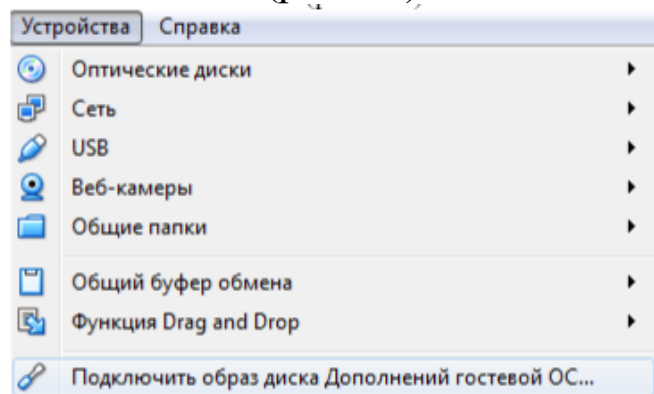 Устройства Справка
Оптические диски
Сеть
USB
Веб-камеры
Общие папки
Общий буфер обмена
Функция Drag and Drop
Подключить образ диска Дополнений гостевой ОС...